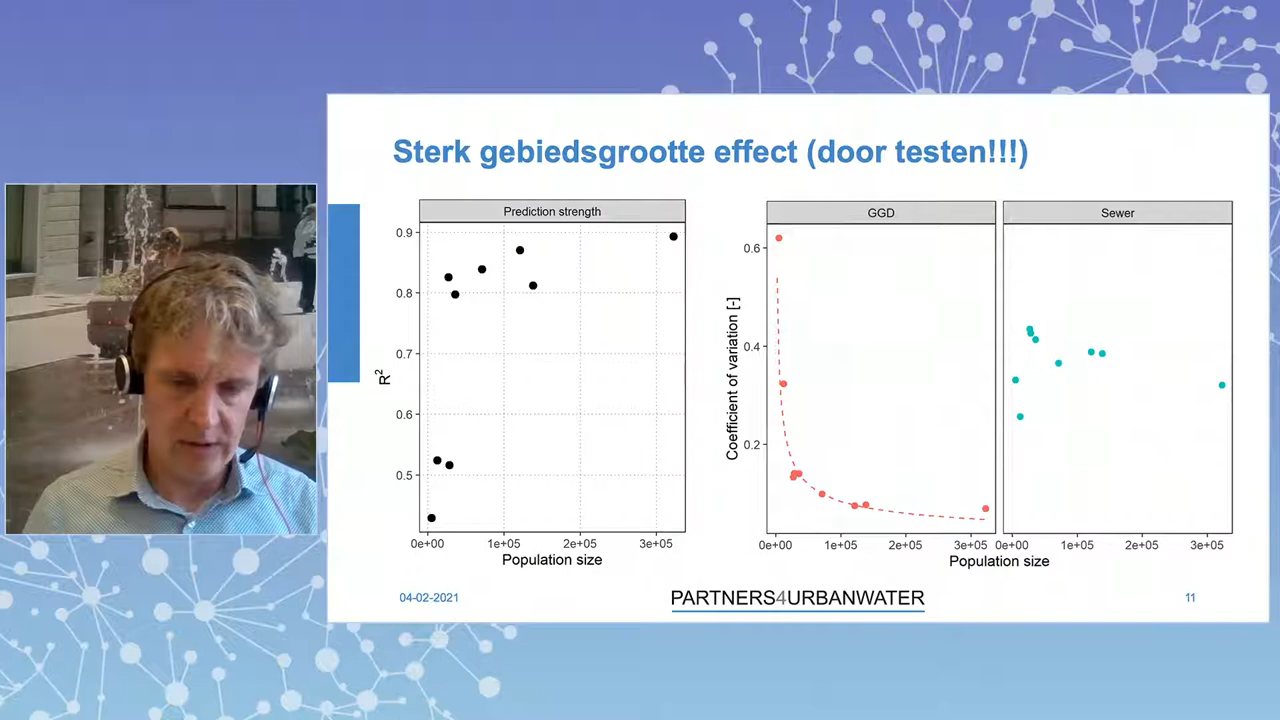 Sterk gebiedsgrootte effect (door testen!!!)
Prediction strength
0.9
0.8
0.7
0.6
0.5
R²
0e+00 1e+05 2e+05 3e+05
Population size
GGD
Sewer
0.6
0.4
0.2
Coefficient of variation [-]
0e+00 1e+05 2e+05 3e+05
0e+00 1e+05 2e+05 3e+05
Population size
04-02-2021
PARTNERS4URBANWATER
11